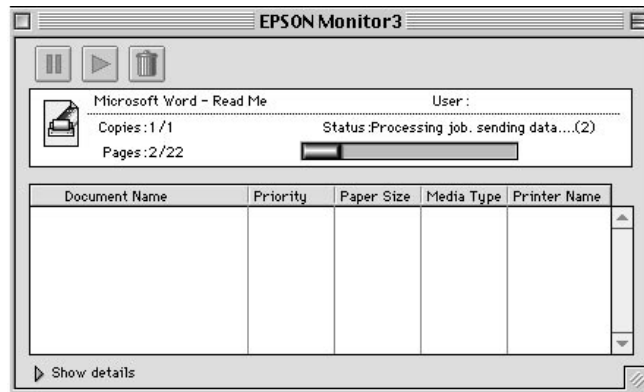 EPSON Monitor3
Microsoft Word - Read Me User :
Copies :1/1 Status :Processing job. sending data....(2)
Pages :2/22
Document Name Priority Paper Size Media Type Printer Name
Show details